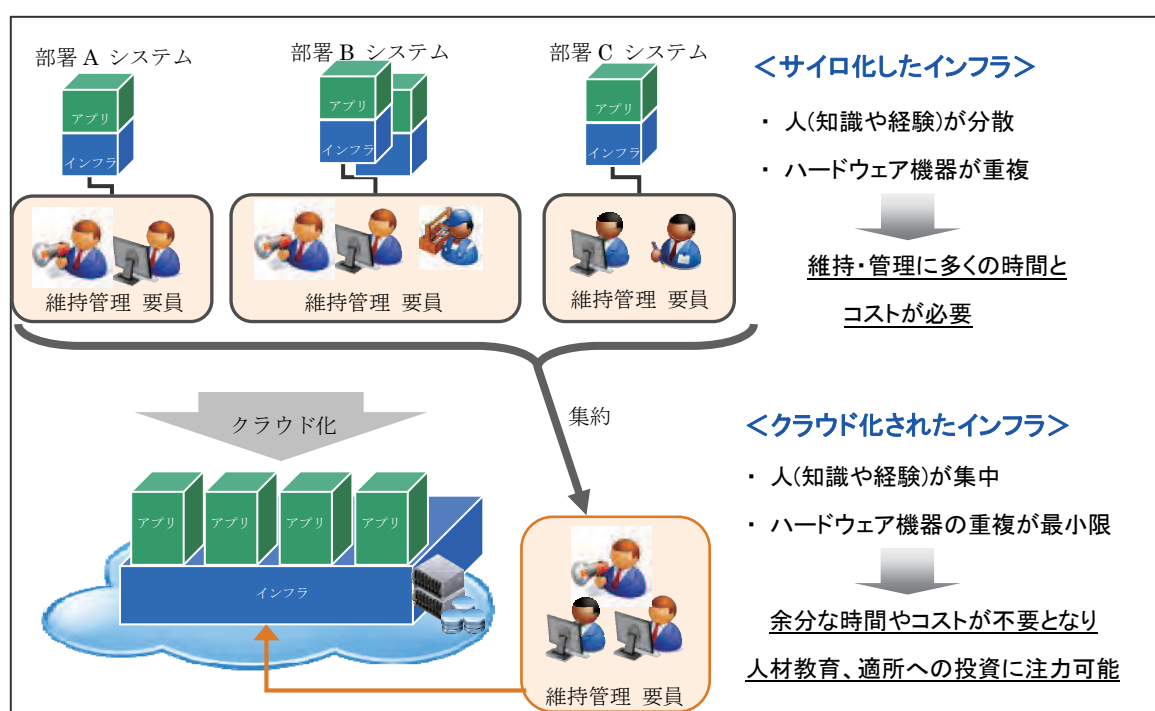 部署A システム
部署B システム
部署C システム
アプリ
インフラ
アプリ
インフラ
アプリ
インフラ
維持管理 要員
維持管理 要員
維持管理 要員
＜サイロ化したインフラ＞
・ 人(知識や経験)が分散
・ ハードウェア機器が重複
維持・管理に多くの時間と
コストが必要
クラウド化
集約
アプリ
アプリ
アプリ
アプリ
インフラ
維持管理 要員
＜クラウド化されたインフラ＞
・ 人(知識や経験)が集中
・ ハードウェア機器の重複が最小限
余分な時間やコストが不要となり
人材教育、適所への投資に注力可能